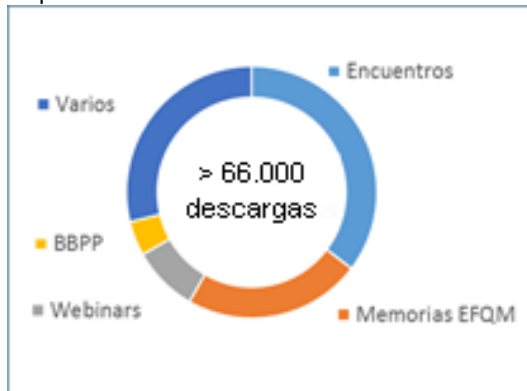 Encuentros
Varios
> 66.000
descargas
BBPP
Webinars
Memorias EFQM